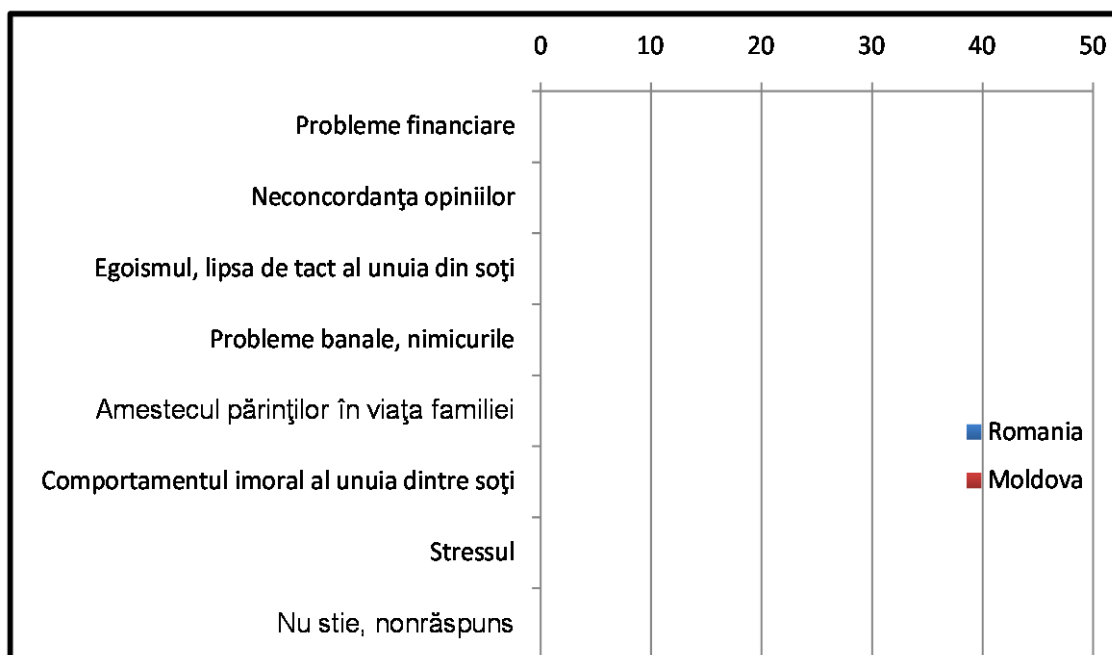 0 10 20 30 40 50
Probleme financiare
Neconcordanţa opiniilor
Egoismul, lipsa de tact al unuia din soţi
Probleme banale, nimicurile
Amestecul părinţilor în viaţa familiei
Romania
Comportamentul imoral al unuia dintre soţi
Moldova
Stressul
Nu stie, nonrăspuns